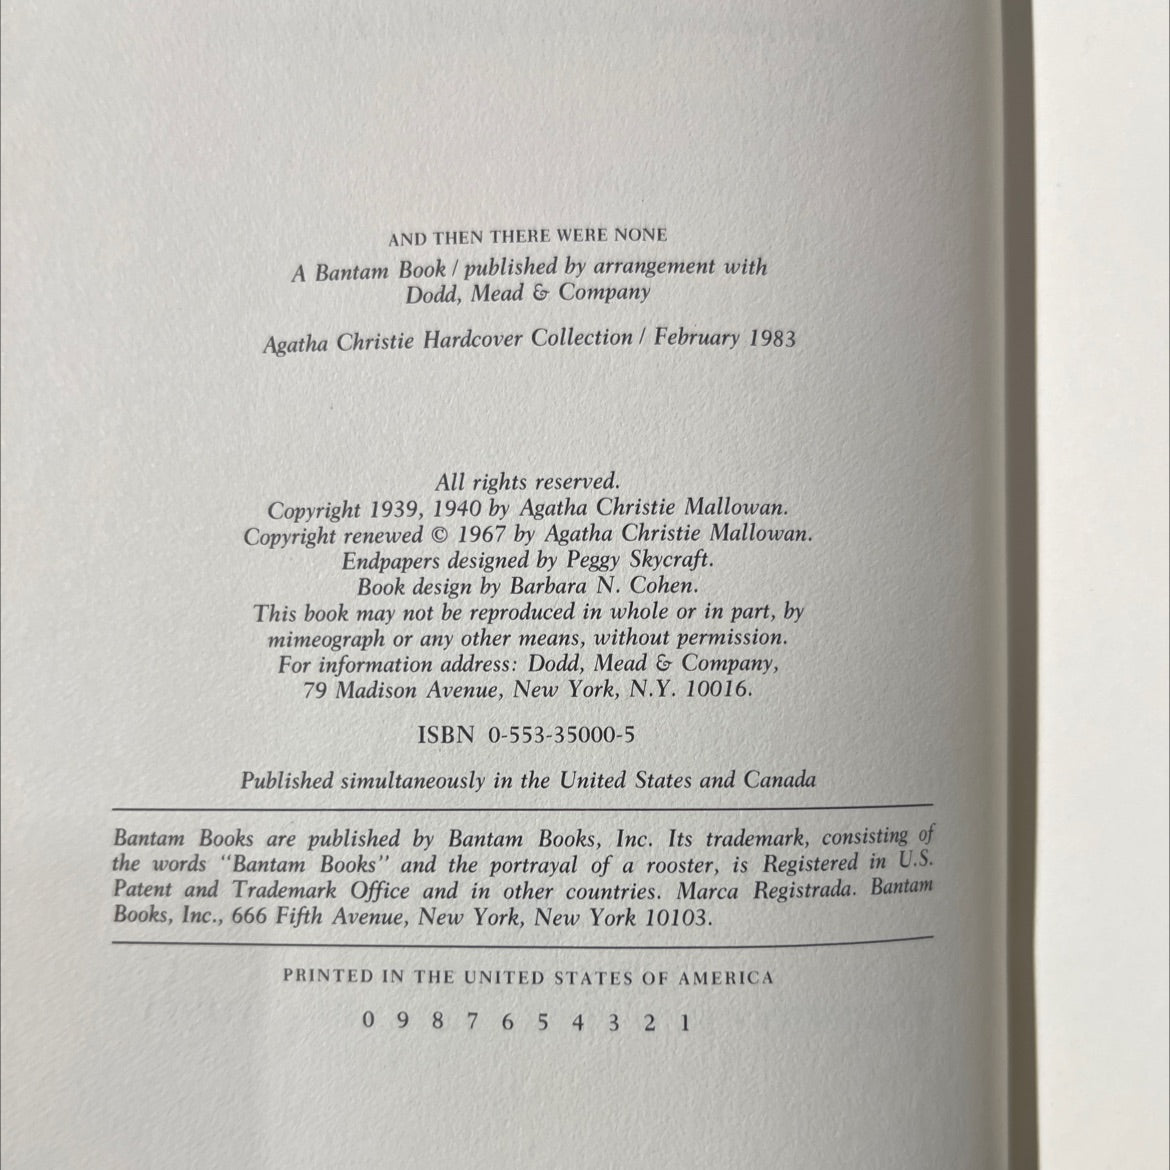 AND THEN THERE WERE NONE
A Bantam Book / published by arrangement with
Dodd, Mead & Company
Agatha Christie Hardcover Collection / February 1983
All rights reserved.
Copyright 1939, 1940 by Agatha Christie Mallowan.
Copyright renewed © 1967 by Agatha Christie Mallowan.
Endpapers designed by Peggy Skycraft.
Book design by Barbara N. Cohen.
This book may not be reproduced in whole or in part, by
mimeograph or any other means, without permission.
For information address: Dodd, Mead & Company,
79 Madison Avenue, New York, N.Y. 10016.
ISBN 0-553-35000-5
Published simultaneously in the United States and Canada
Bantam Books are published by Bantam Books, Inc. Its trademark, consisting of
the words “Bantam Books” and the portrayal of a rooster, is Registered in U.S.
Patent and Trademark Office and in other countries. Marca Registrada. Bantam
Books, Inc., 666 Fifth Avenue, New York, New York 10103.
PRINTED IN THE UNITED STATES OF AMERICA
0 9 8 7 6 5 4 3 2 1